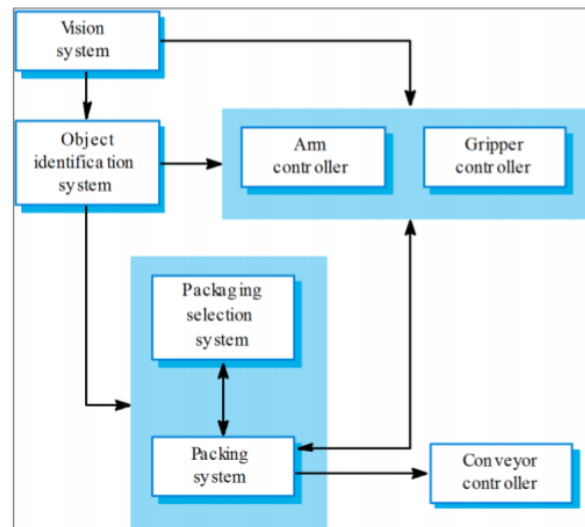 Vision
system
Object
identification
system
Arm
controller
Gripper
controller
Packaging
selection
system
Packing
system
Conveyor
controller